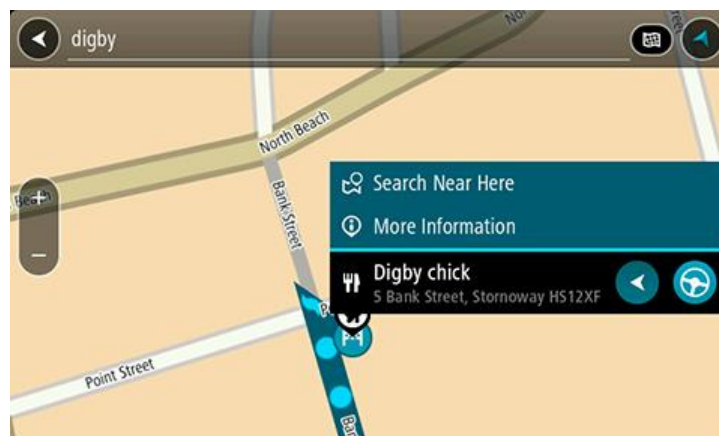 digby
North Beach
Beach
Bank Street
Search Near Here
More Information
Digby chick
5 Bank Street, Stornoway HS12XF
Point Street